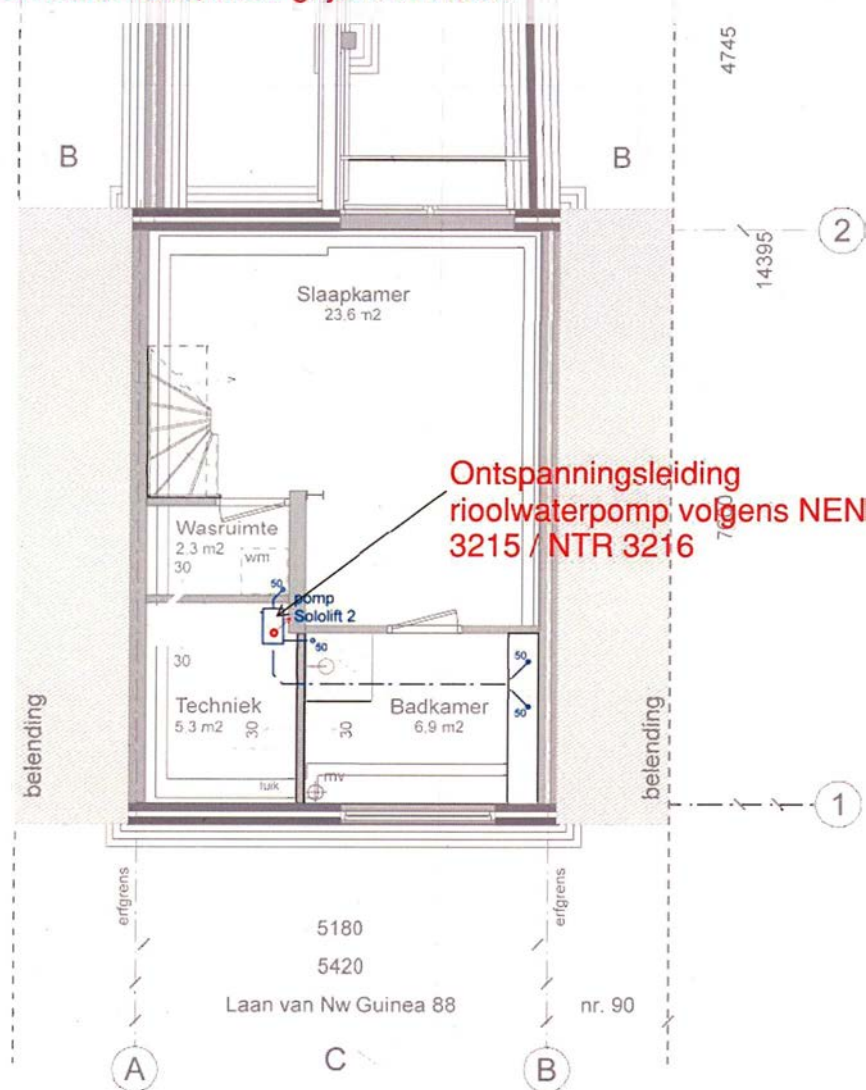 4745
B
B
2
14395
Slaapkamer
23.6 m2
v
Ontspanningsleiding
rioolwaterpomp volgens NEN
3215 / NTR 3216
Wasruimte
2.3 m2
30
wm
50
pomp
Sololift 2
50
30
50
Techniek
5.3 m2
30
30
Badkamer
6.9 m2
50
belending
belending
mv
1
erfgrens
erfgrens
5180
5420
Laan van Nw Guinea 88
nr. 90
A
C
B